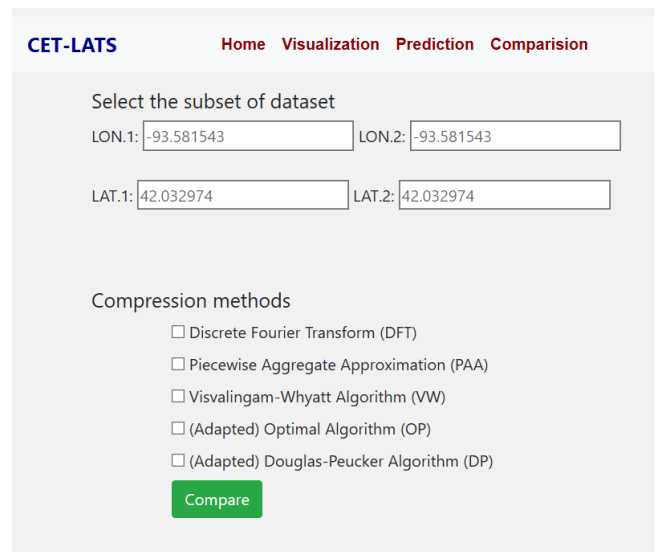 CET-LATS Home Visualization Prediction Comparision
Select the subset of dataset
LON.1: -93.581543 LON.2: -93.581543
LAT.1: 42.032974 LAT.2: 42.032974
Compression methods
Discrete Fourier Transform (DFT)
Piecewise Aggregate Approximation (PAA)
Visvalingam-Whyatt Algorithm (VW)
(Adapted) Optimal Algorithm (OP)
(Adapted) Douglas-Peucker Algorithm (DP)
Compare